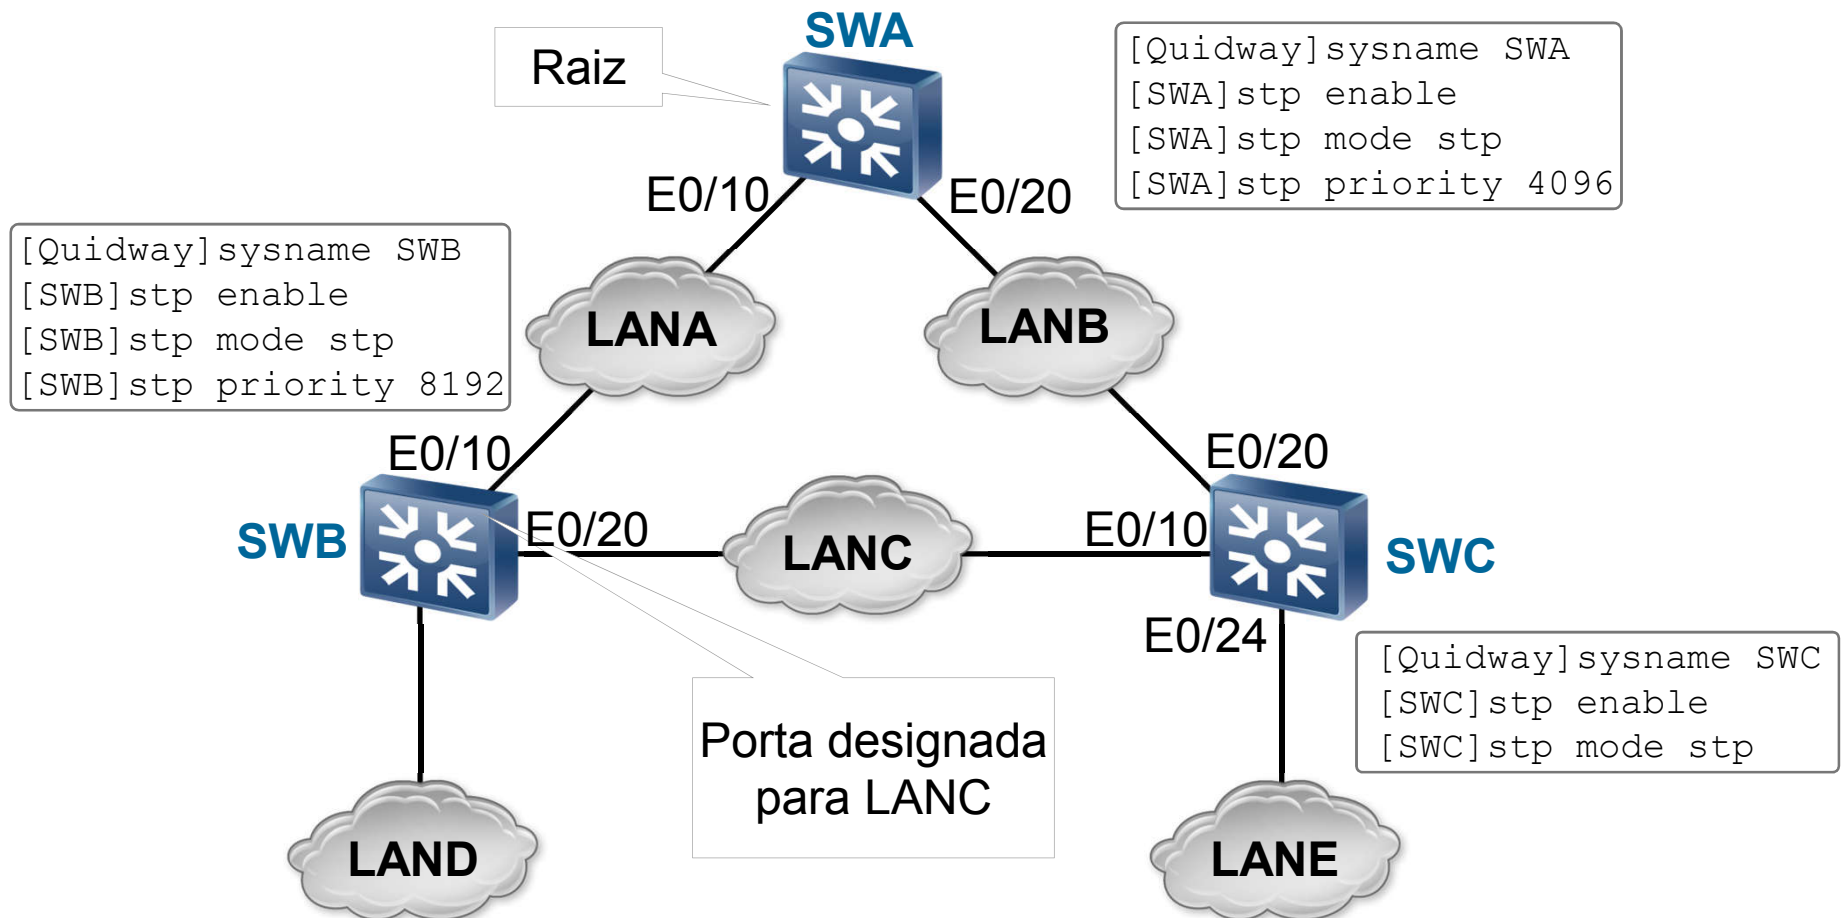 SWA
Raiz
[Quidway]sysname SWA
[SWA]stp enable
[SWA]stp mode stp
[SWA]stp priority 4096
E0/10
E0/20
[Quidway]sysname SWB
[SWB]stp enable
[SWB]stp mode stp
[SWB]stp priority 8192
LANA
LANB
E0/10
E0/20
SWB
E0/20
LANC
E0/10
SWC
E0/24
[Quidway]sysname SWC
[SWC]stp enable
[SWC]stp mode stp
Porta designada
para LANC
LAND
LANE